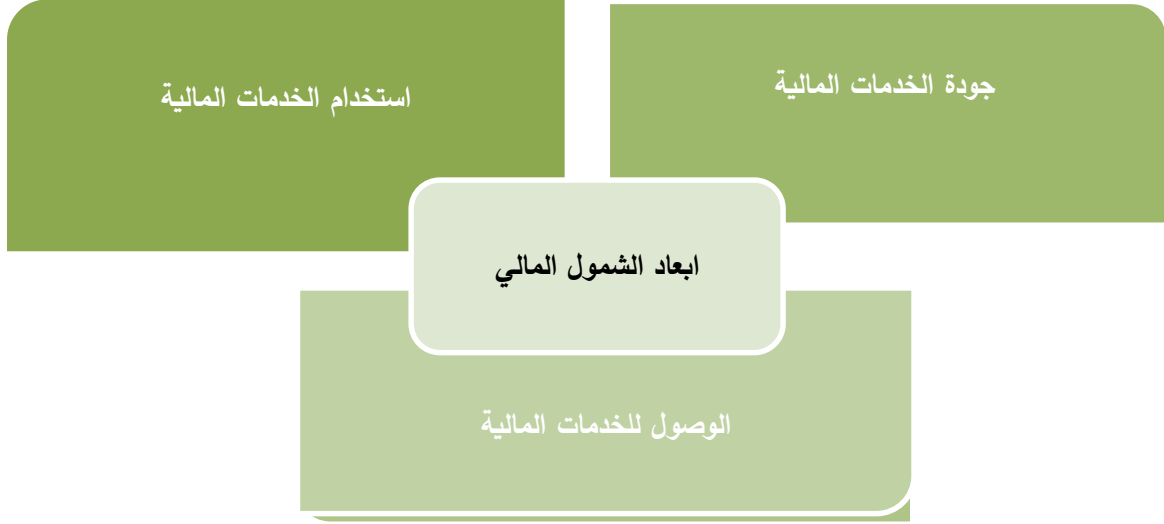 جودة الخدمات المالية
استخدام الخدمات المالية
ابعاد الشمول المالي
الوصول للخدمات المالية